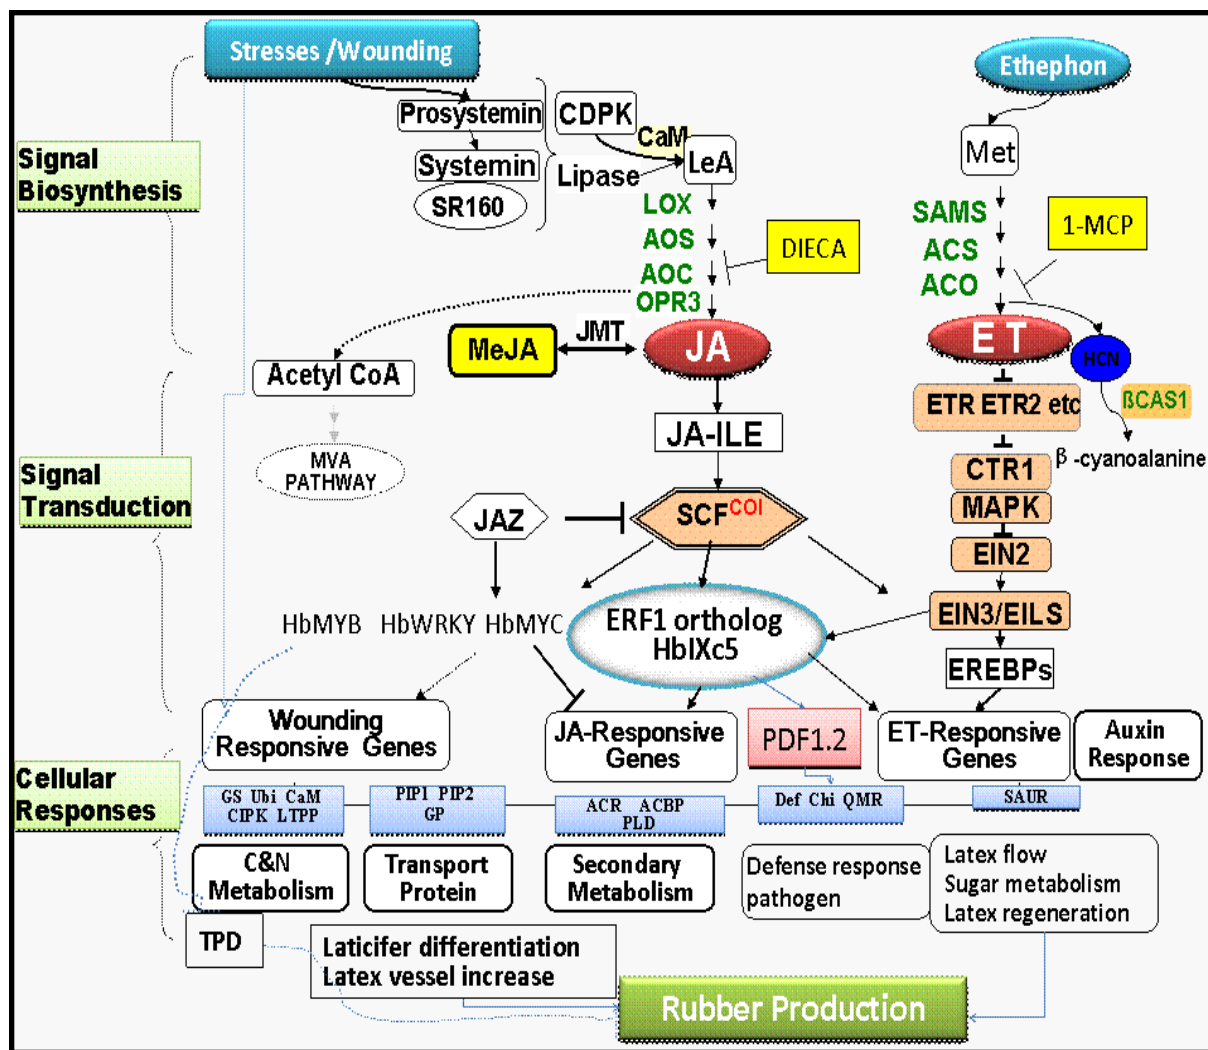 Stresses /Wounding
Ethephon
Prosystemin
CDPK
CaM
Met
Signal
Biosynthesis
Systemin
Lipase
LeA
SR160
LOX
SAMS
1-MCP
AOS
DIECA
ACS
AOC
ACO
OPR3
MeJA
JMT
JA
ET
HCN
Acetyl CoA
ETR ETR2 etc
ßCAS1
JA-ILE
MVA
PATHWAY
CTR1
β -cyanoalanine
Signal
Transduction
JAZ
SCFCOI
MAPK
EIN2
HbMYB HbWRKY HbMYC
ERF1 ortholog
HbIXc5
EIN3/EILS
EREBPs
Wounding
Responsive Genes
JA-Responsive
Genes
PDF1.2
ET-Responsive
Genes
Auxin
Response
Cellular
Responses
GS Ubi CaM
CIPK LTPP
PIP1 PIP2
GP
ACR ACBP
PLD
Def Chi QMR
SAUR
C&N
Metabolism
Transport
Protein
Secondary
Metabolism
Defense response
pathogen
Latex flow
Sugar metabolism
Latex regeneration
TPD
Laticifer differentiation
Latex vessel increase
Rubber Production